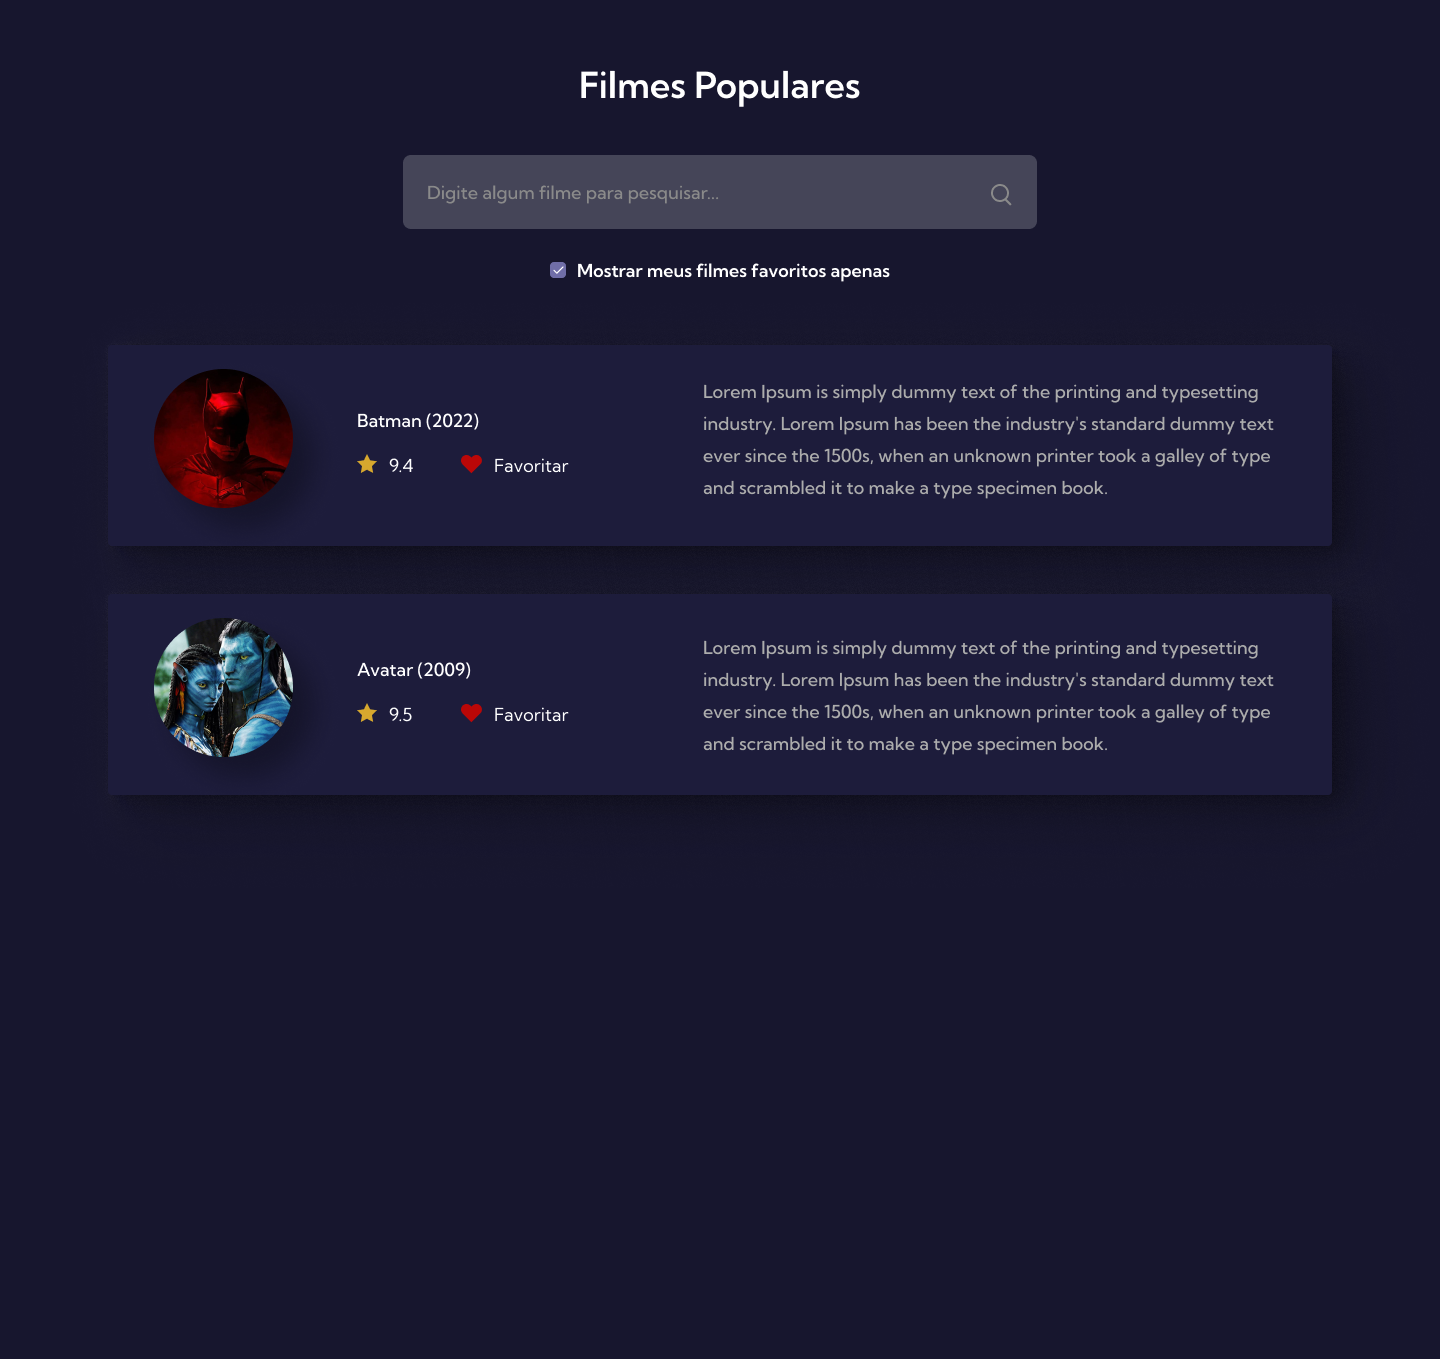 Filmes Populares
Digite algum filme para pesquisar...
Mostrar meus filmes favoritos apenas
Batman (2022)
9.4 Favoritar
Lorem Ipsum is simply dummy text of the printing and typesetting
industry. Lorem Ipsum has been the industry's standard dummy text
ever since the 1500s, when an unknown printer took a galley of type
and scrambled it to make a type specimen book.
Avatar (2009)
9.5 Favoritar
Lorem Ipsum is simply dummy text of the printing and typesetting
industry. Lorem Ipsum has been the industry's standard dummy text
ever since the 1500s, when an unknown printer took a galley of type
and scrambled it to make a type specimen book.